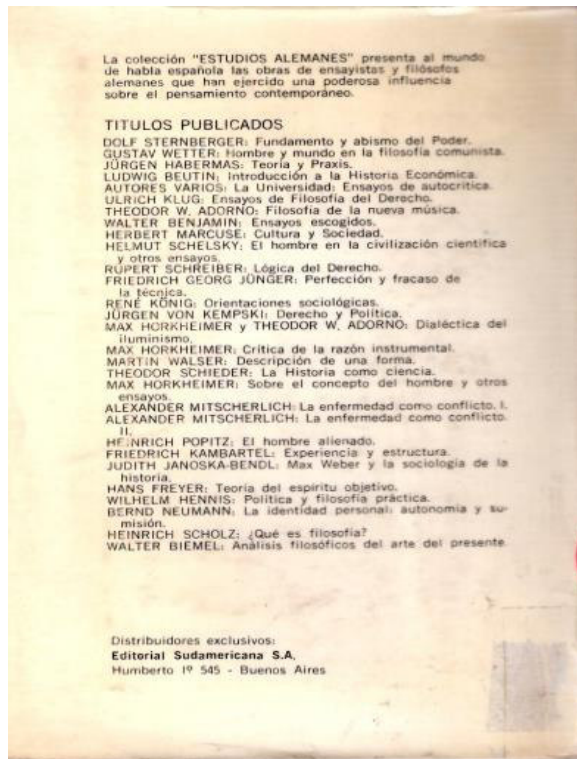 La colección "ESTUDIOS ALEMANES" presenta al mundo
de habla española las obras de ensayistas y filósofos
alemanes que han ejercido una poderosa influencia
sobre el pensamiento contemporáneo.
TITULOS PUBLICADOS
DOLF STERNBERGER: Fundamento y abismo del Poder.
GUSTAV WETTER: Hombre y mundo en la filosofía comunista.
JÜRGEN HABERMAS: Teoría y Praxis.
LUDWIG BEUTIN: Introducción a la Historia Económica.
AUTORES VARIOS: La Universidad: Ensayos de autocrítica.
ULRICH KLUG: Ensayos de Filosofía del Derecho.
THEODOR W. ADORNO: Filosofía de la nueva música.
WALTER BENJAMIN: Ensayos escogidos.
HERBERT MARCUSE: Cultura y Sociedad.
HELMUT SCHELSKY: El hombre en la civilización científica
y otros ensayos.
RUPERT SCHREIBER: Lógica del Derecho.
FRIEDRICH GEORG JÜNGER: Perfección y fracaso de
la técnica.
RENÉ KÖNIG: Orientaciones sociológicas.
JÜRGEN VON KEMPSKI: Derecho y Política.
MAX HORKHEIMER y THEODOR W. ADORNO: Dialéctica del
iluminismo.
MAX HORKHEIMER: Crítica de la razón instrumental.
MARTIN WALSER: Descripción de una forma.
THEODOR SCHIEDER: La Historia como ciencia.
MAX HORKHEIMER: Sobre el concepto del hombre y otros
ensayos.
ALEXANDER MITSCHERLICH: La enfermedad como conflicto. I.
ALEXANDER MITSCHERLICH: La enfermedad como conflicto.
II.
HEINRICH POPITZ: El hombre alienado.
FRIEDRICH KAMBARTEL: Experiencia y estructura.
JUDITH JANOSKA-BENDL: Max Weber y la sociología de la
historia.
HANS FREYER: Teoría del espíritu objetivo.
WILHELM HENNIS: Política y filosofía práctica.
BERND NEUMANN: La identidad personal: autonomía y su-
misión.
HEINRICH SCHOLZ: ¿Qué es filosofía?
WALTER BIEMEL: Análisis filosóficos del arte del presente.
Distribuidores exclusivos:
Editorial Sudamericana S.A.
Humberto Iº 545 - Buenos Aires